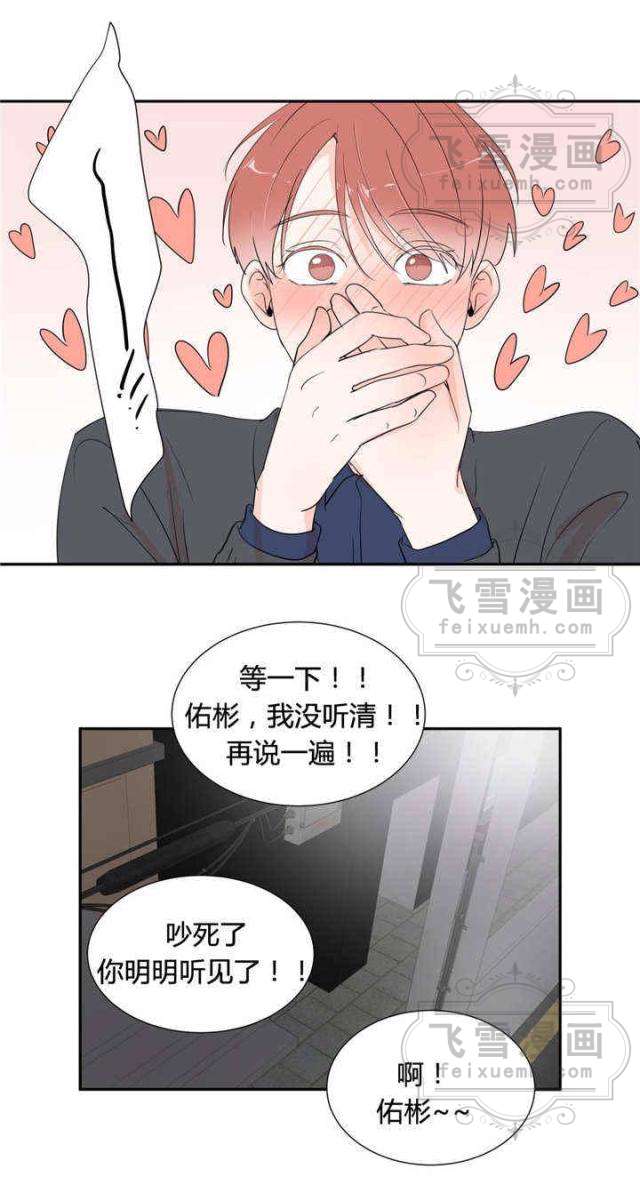 飞雪漫画
feixuemh.com
飞雪漫画
feixuemh.com
等一下！！
佑彬，我没听清！！
再说一遍！！
吵死了
你明明听见了！！
飞雪漫画
feixuemh.com
啊！
佑彬~~